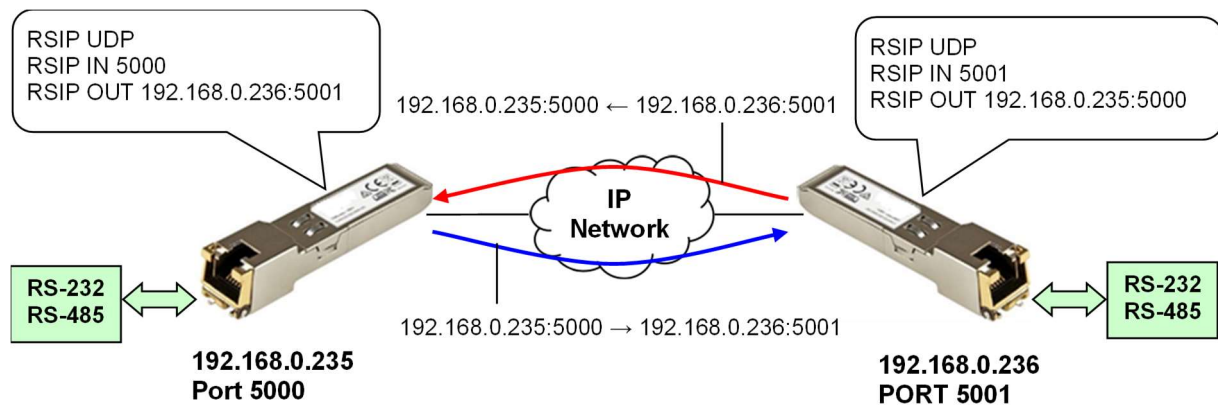 RSIP UDP
RSIP IN 5000
RSIP OUT 192.168.0.236:5001
RSIP UDP
RSIP IN 5001
RSIP OUT 192.168.0.235:5000
192.168.0.235:5000 ← 192.168.0.236:5001
IP
Network
RS-232
RS-485
RS-232
RS-485
192.168.0.235:5000 → 192.168.0.236:5001
192.168.0.235
Port 5000
192.168.0.236
PORT 5001